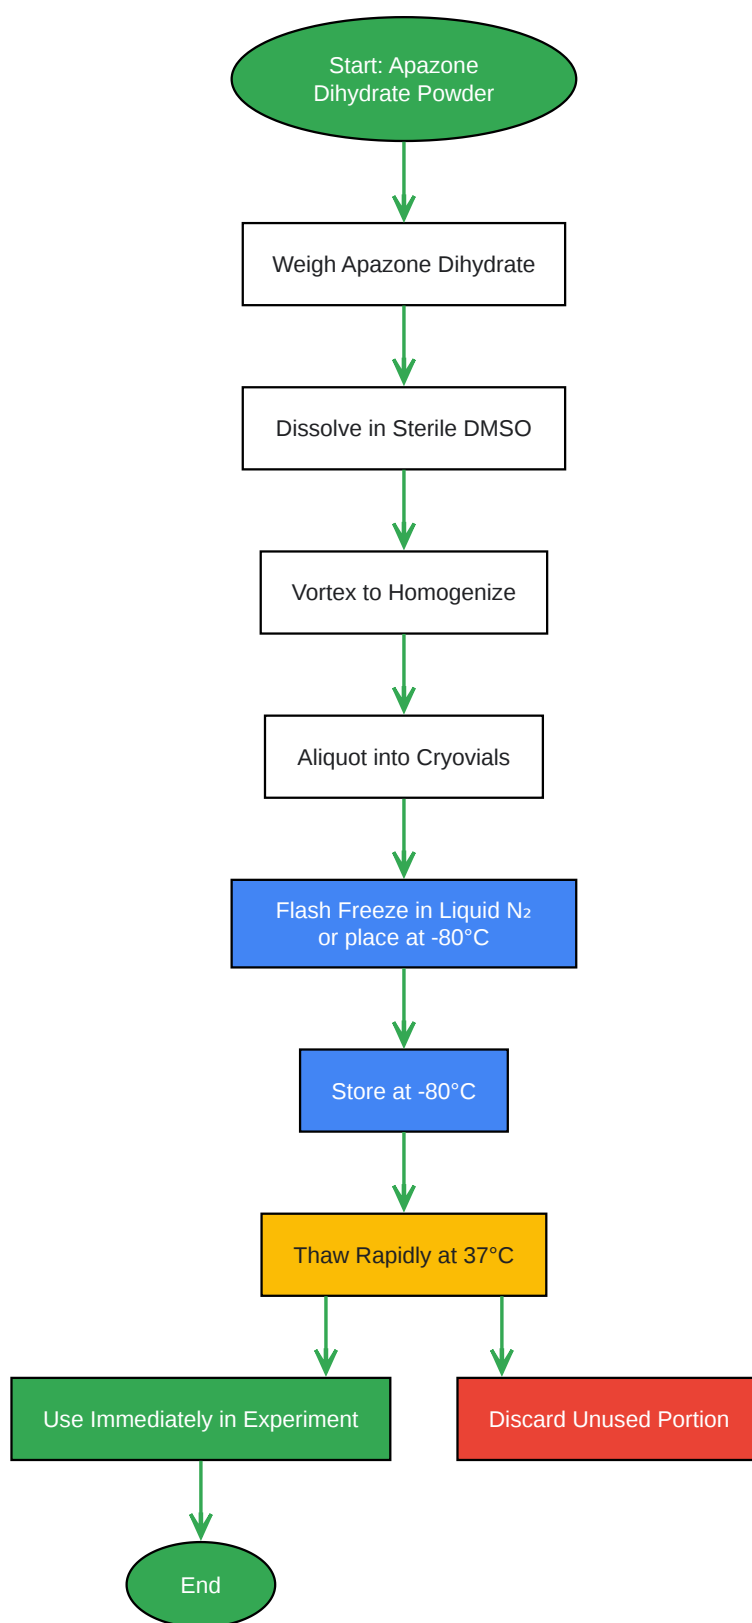 Start: Apazone
Dihydrate Powder
Weigh Apazone Dihydrate
Dissolve in Sterile DMSO
Vortex to Homogenize
Aliquot into Cryovials
Flash Freeze in Liquid N₂
or place at -80°C
Store at -80°C
Thaw Rapidly at 37°C
Use Immediately in Experiment
Discard Unused Portion
End